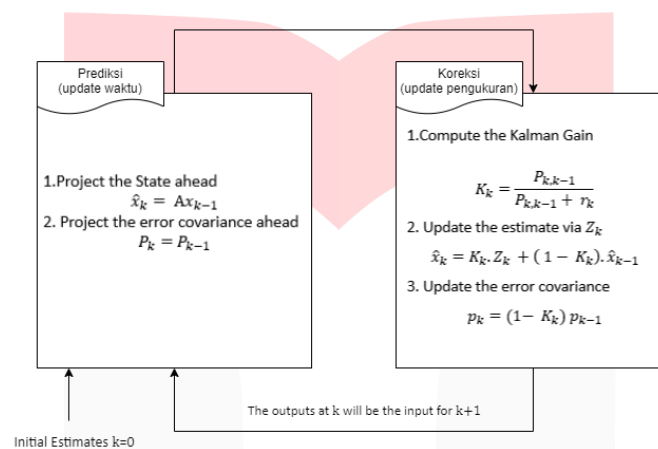 Prediksi
(update waktu)
1.Project the State ahead
x̂ₖ = Axₖ₋₁
2. Project the error covariance ahead
Pₖ = Pₖ₋₁
Initial Estimates k=0
Koreksi
(update pengukuran)
1.Compute the Kalman Gain
Kₖ = Pₖ,ₖ₋₁ / (Pₖ,ₖ₋₁ + rₖ)
2. Update the estimate via Zₖ
x̂ₖ = Kₖ.Zₖ + ( 1 − Kₖ). x̂ₖ₋₁
3. Update the error covariance
pₖ = (1− Kₖ) pₖ₋₁
The outputs at k will be the input for k+1